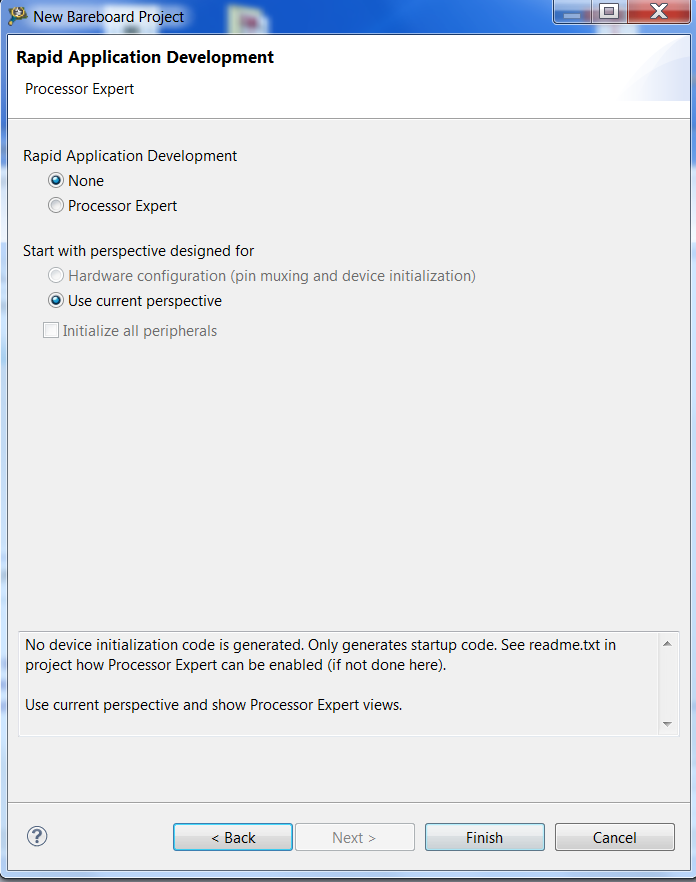 New Bareboard Project
Rapid Application Development
Processor Expert
Rapid Application Development
None
Processor Expert
Start with perspective designed for
Hardware configuration (pin muxing and device initialization)
Use current perspective
Initialize all peripherals
No device initialization code is generated. Only generates startup code. See readme.txt in
project how Processor Expert can be enabled (if not done here).
Use current perspective and show Processor Expert views.
?
< Back
Next >
Finish
Cancel